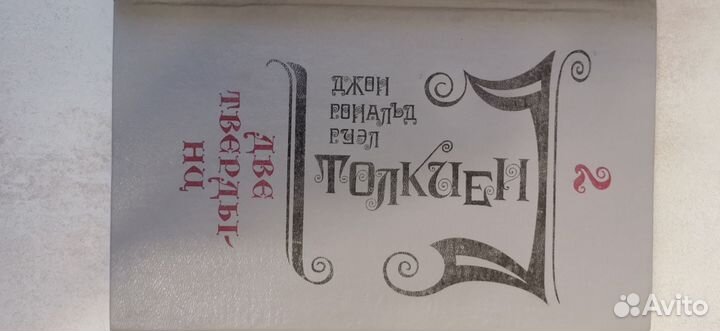 ДЖОН
РОНАЛЬД
РУЭЛ
ТОЛКИЕН
2
ДВЕ
ТВЕРДЫ-
НИ
Avito